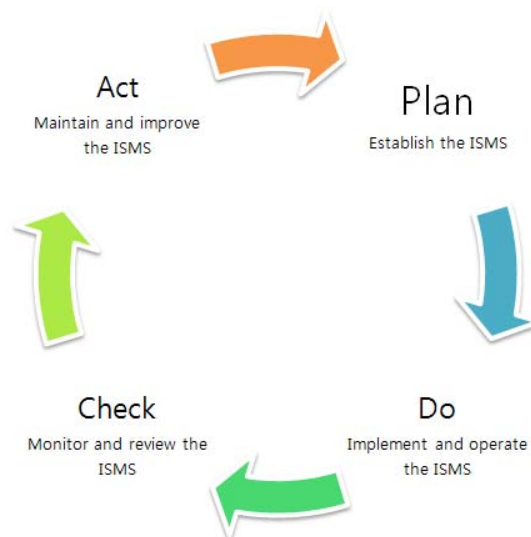 Act
Maintain and improve
the ISMS
Plan
Establish the ISMS
Check
Monitor and review the
ISMS
Do
Implement and operate
the ISMS